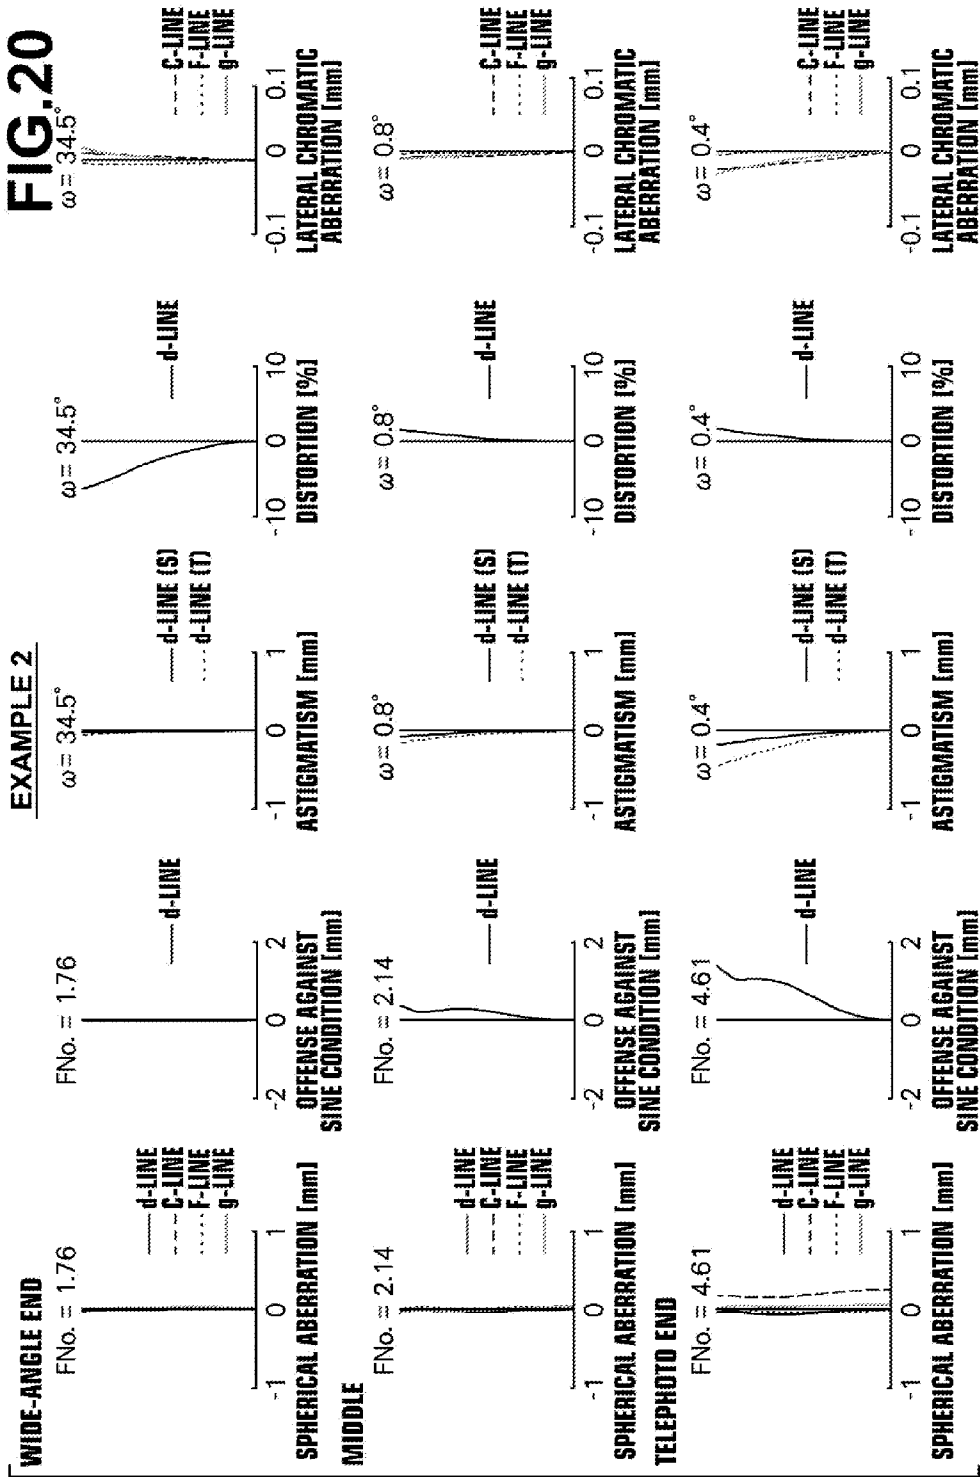 FIG.20
EXAMPLE 2
WIDE-ANGLE END
FNo. = 1.76
d-LINE
C-LINE
F-LINE
g-LINE
-1 0 1
SPHERICAL ABERRATION [mm]
FNo. = 1.76
d-LINE
-2 0 2
OFFENSE AGAINST
SINE CONDITION [mm]
ω= 34.5°
d-LINE (S)
d-LINE (T)
-1 0 1
ASTIGMATISM [mm]
ω= 34.5°
d-LINE
-10 0 10
DISTORTION [%]
ω= 34.5°
C-LINE
F-LINE
g-LINE
-0.1 0 0.1
LATERAL CHROMATIC
ABERRATION [mm]
MIDDLE
FNo. = 2.14
d-LINE
C-LINE
F-LINE
g-LINE
-1 0 1
SPHERICAL ABERRATION [mm]
FNo. = 2.14
d-LINE
-2 0 2
OFFENSE AGAINST
SINE CONDITION [mm]
ω= 0.8°
d-LINE (S)
d-LINE (T)
-1 0 1
ASTIGMATISM [mm]
ω= 0.8°
d-LINE
-10 0 10
DISTORTION [%]
ω= 0.8°
C-LINE
F-LINE
g-LINE
-0.1 0 0.1
LATERAL CHROMATIC
ABERRATION [mm]
TELEPHOTO END
FNo. = 4.61
d-LINE
C-LINE
F-LINE
g-LINE
-1 0 1
SPHERICAL ABERRATION [mm]
FNo. = 4.61
d-LINE
-2 0 2
OFFENSE AGAINST
SINE CONDITION [mm]
ω= 0.4°
d-LINE (S)
d-LINE (T)
-1 0 1
ASTIGMATISM [mm]
ω= 0.4°
d-LINE
-10 0 10
DISTORTION [%]
ω= 0.4°
C-LINE
F-LINE
g-LINE
-0.1 0 0.1
LATERAL CHROMATIC
ABERRATION [mm]